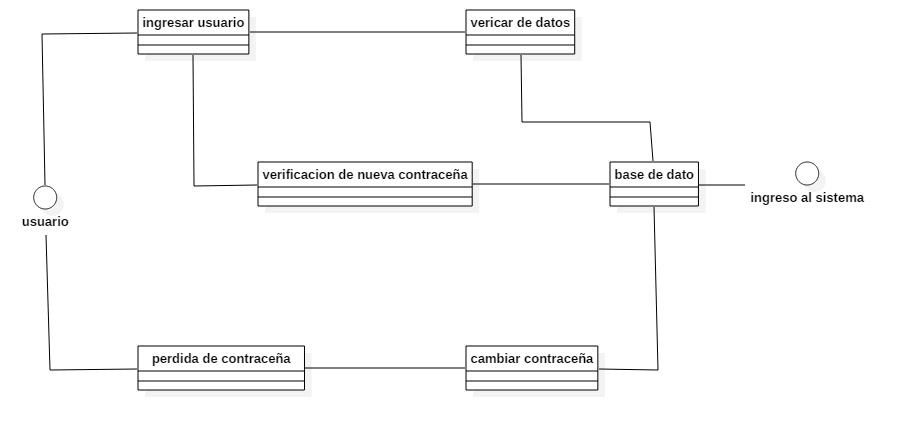 ingresar usuario
vericar de datos
verificacion de nueva contraceña
base de dato
ingreso al sistema
usuario
perdida de contraceña
cambiar contraceña